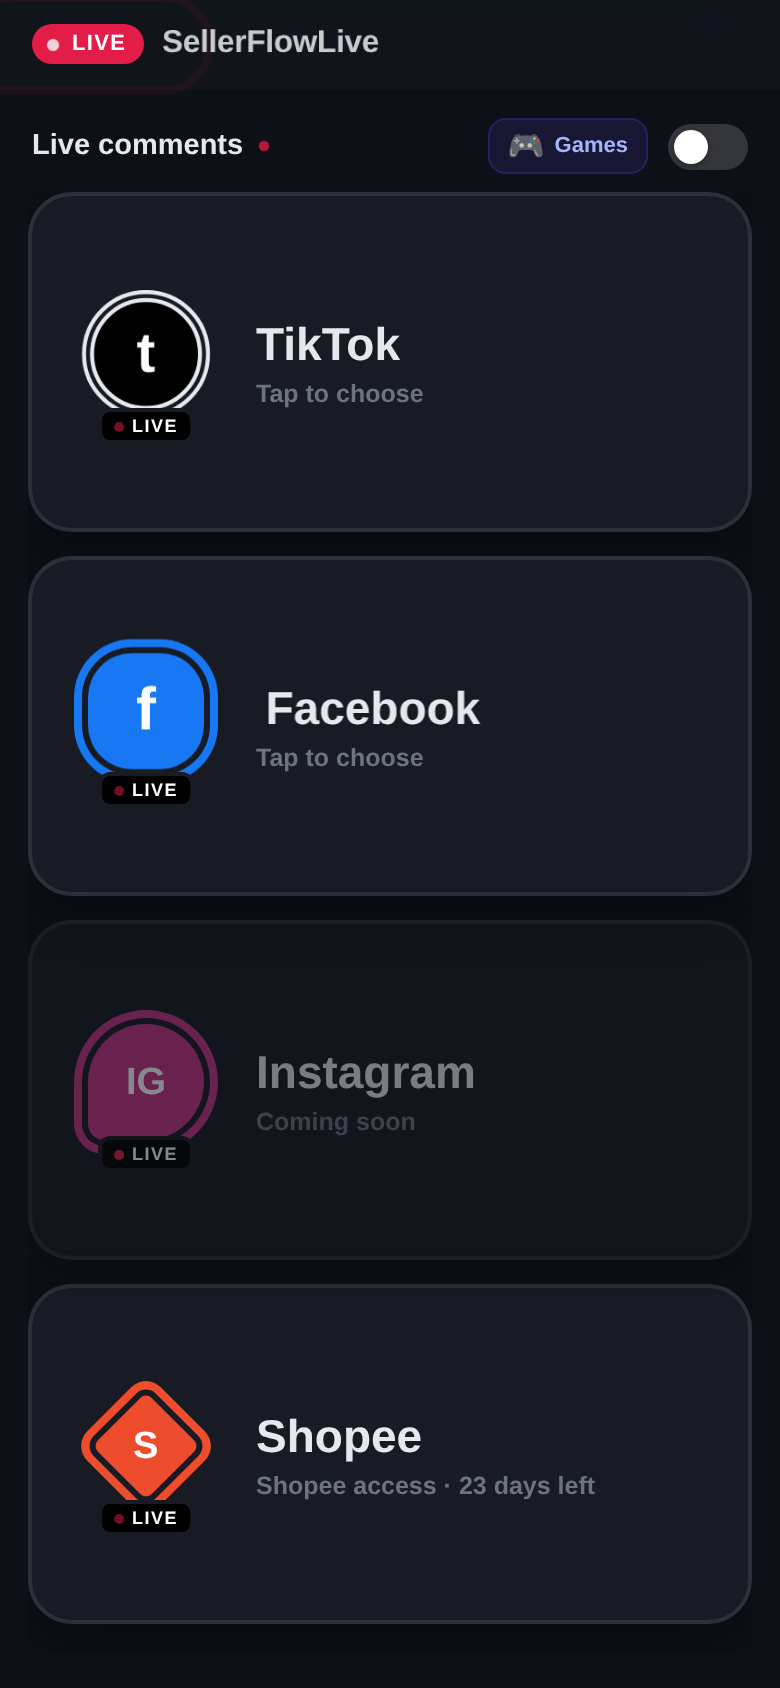 LIVE SellerFlowLive
Live comments 🎮 Games
t
TikTok
Tap to choose
LIVE
f
Facebook
Tap to choose
LIVE
IG
Instagram
Coming soon
LIVE
S
Shopee
Shopee access · 23 days left
LIVE